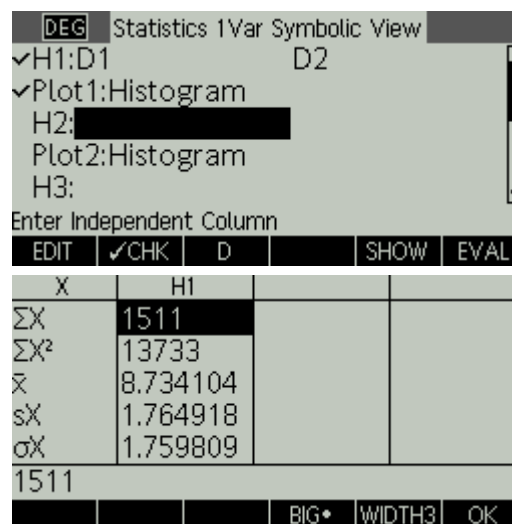 DEG Statistics 1Var Symbolic View
✓H1:D1 D2
✓Plot1:Histogram
H2:
Plot2:Histogram
H3:
Enter Independent Column
EDIT ✓CHK D SHOW EVAL
X H1
ΣX 1511
ΣX² 13733
x̄ 8.734104
sX 1.764918
σX 1.759809
1511
BIG• WIDTH3 OK